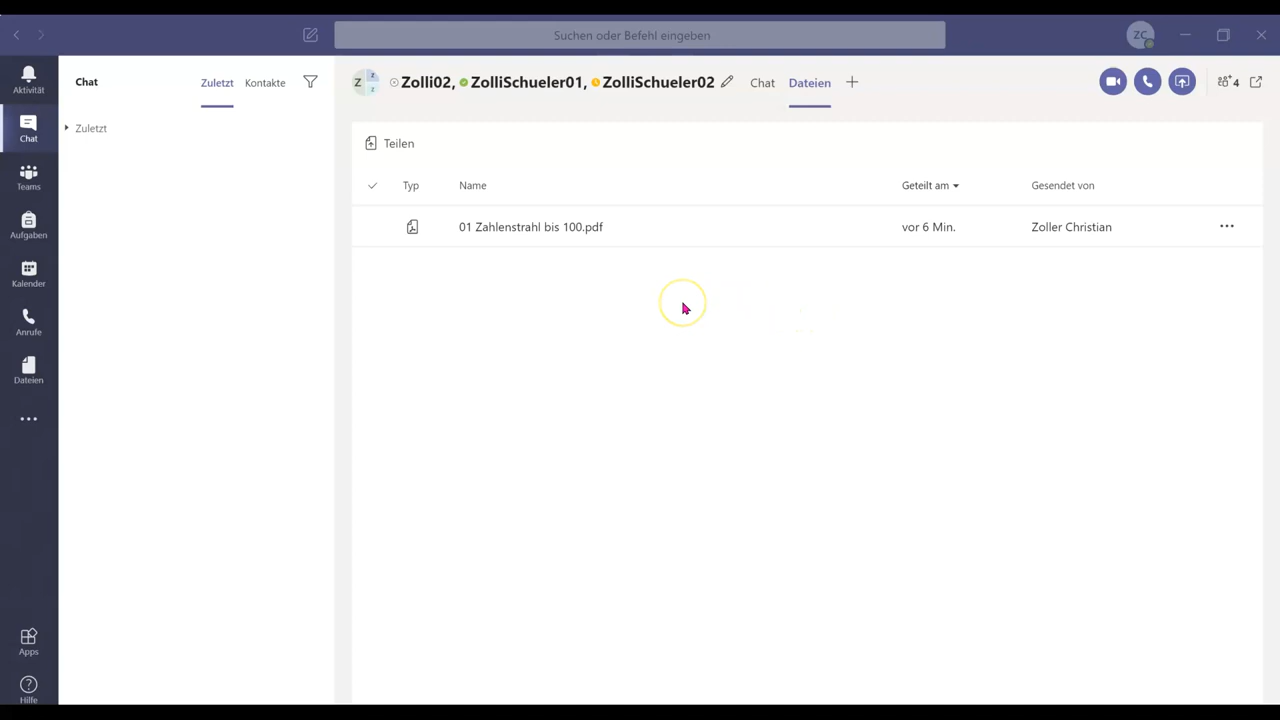 Suchen oder Befehl eingeben
ZC
Aktivität
Chat
Teams
Aufgaben
Kalender
Anrufe
Dateien
Apps
Hilfe
Chat
Zuletzt
Kontakte
Zuletzt
Z
z
z
Zolli02, ZolliSchueler01, ZolliSchueler02
Chat
Dateien
4
Teilen
Typ
Name
Geteilt am
Gesendet von
01 Zahlenstrahl bis 100.pdf
vor 6 Min.
Zoller Christian